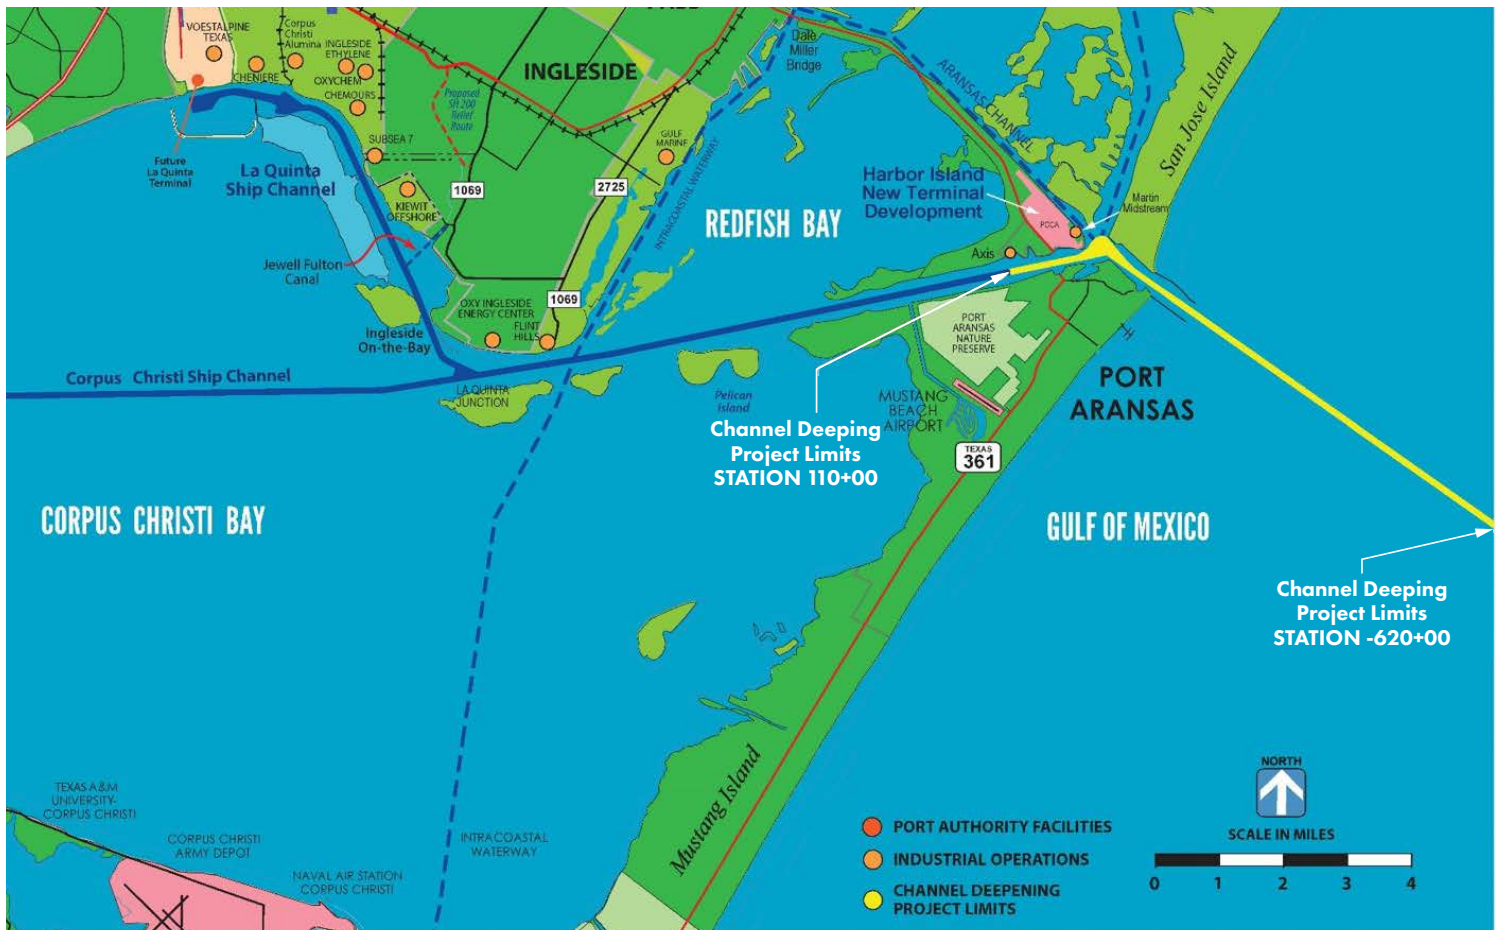 VOESTALPINE
TEXAS
Corpus
Christi
Alumina
INGLESIDE
ETHYLENE
CHENIERE
OXYCHEM
CHEMOURS
INGLESIDE
Proposed
SH 200
Relief
Route
Dale
Miller
Bridge
ARANSAS CHANNEL
San Jose Island
SUBSEA 7
GULF
MARINE
Future
La Quinta
Terminal
La Quinta
Ship Channel
KIEWIT
OFFSHORE
1069
2725
INTRACOASTAL WATERWAY
REDFISH BAY
Harbor Island
New Terminal
Development
PCCA
Martin
Midstream
Axis
Jewell Fulton
Canal
OXY INGLESIDE
ENERGY CENTER
FLINT
HILLS
1069
Ingleside
On-the-Bay
PORT
ARANSAS
NATURE
PRESERVE
Corpus Christi Ship Channel
LA QUINTA
JUNCTION
Pelican
Island
MUSTANG
BEACH
AIRPORT
PORT
ARANSAS
Channel Deeping
Project Limits
STATION 110+00
TEXAS
361
CORPUS CHRISTI BAY
GULF OF MEXICO
Channel Deeping
Project Limits
STATION -620+00
Mustang Island
TEXAS A&M
UNIVERSITY-
CORPUS CHRISTI
CORPUS CHRISTI
ARMY DEPOT
NAVAL AIR STATION
CORPUS CHRISTI
INTRACOASTAL
WATERWAY
PORT AUTHORITY FACILITIES
INDUSTRIAL OPERATIONS
CHANNEL DEEPENING
PROJECT LIMITS
NORTH
SCALE IN MILES
0 1 2 3 4